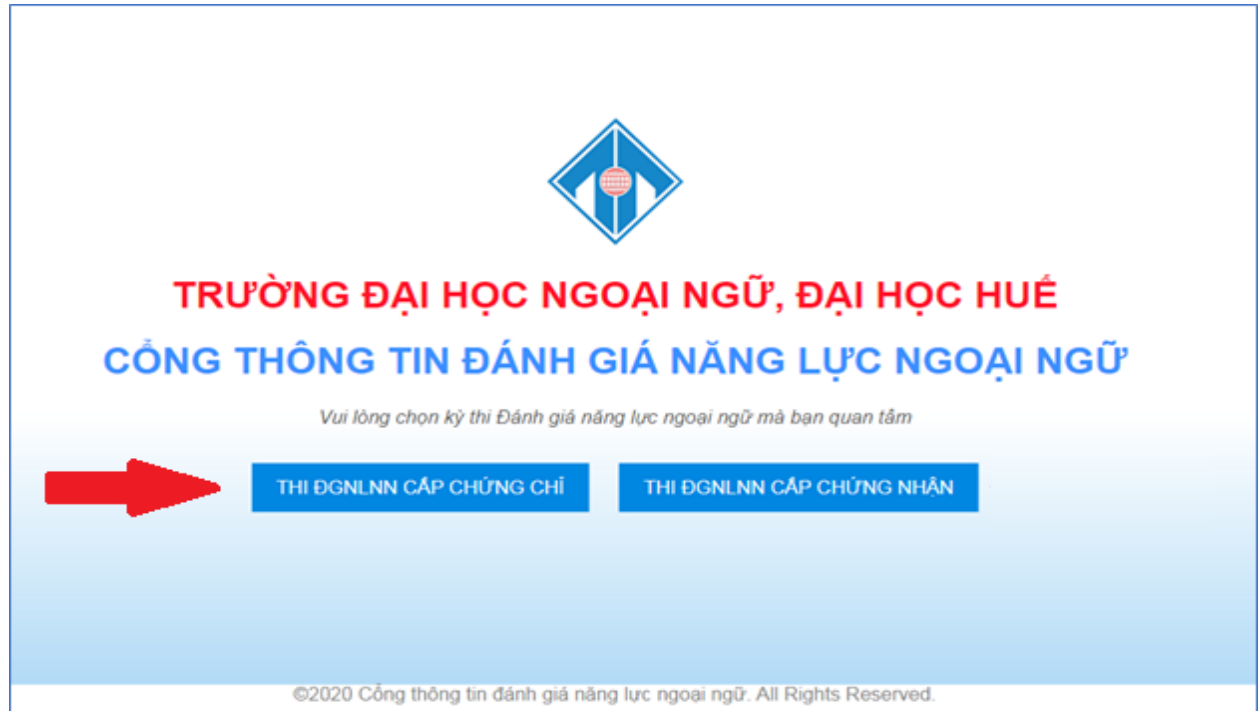 TRƯỜNG ĐẠI HỌC NGOẠI NGỮ, ĐẠI HỌC HUẾ
CỔNG THÔNG TIN ĐÁNH GIÁ NĂNG LỰC NGOẠI NGỮ
Vui lòng chọn kỳ thi Đánh giá năng lực ngoại ngữ mà bạn quan tâm
THI ĐGNLNN CẤP CHỨNG CHỈ THI ĐGNLNN CẤP CHỨNG NHẬN
©2020 Cổng thông tin đánh giá năng lực ngoại ngữ. All Rights Reserved.